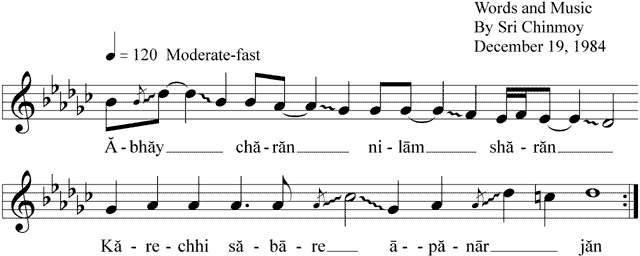 Words and Music
By Sri Chinmoy
December 19, 1984
♩ = 120 Moderate-fast
Ă - bhăy chă - răn ni - lām shă - răn
Kă - re - chhi să - bā - re ā - pă - nār jăn